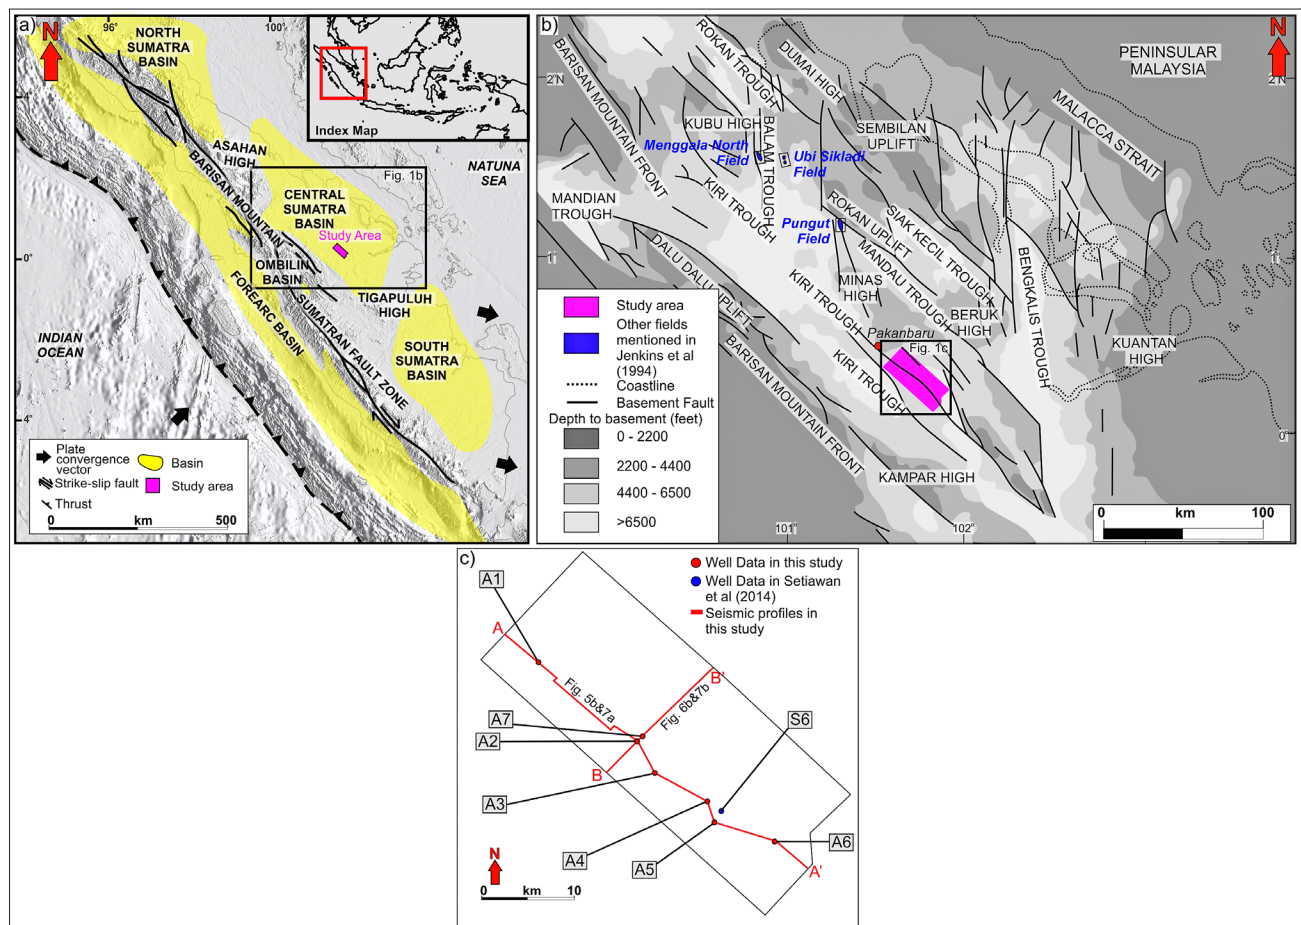 a)
96°
100°
N
NORTH
SUMATRA
BASIN
Index Map
NATUNA
SEA
ASAHAN
HIGH
Fig. 1b
BARISAN MOUNTAIN
CENTRAL
SUMATRA
BASIN
Study Area
0°
OMBILIN
BASIN
TIGAPULUH
HIGH
FOREARC BASIN
SUMATRAN FAULT ZONE
INDIAN
OCEAN
SOUTH
SUMATRA
BASIN
4°
Plate
convergence
vector
Basin
Strike-slip fault
Study area
Thrust
0 km 500
b)
N
PENINSULAR
MALAYSIA
2°N
2°N
BARISAN MOUNTAIN FRONT
ROKAN TROUGH
DUMAI HIGH
MALACCA STRAIT
KUBU HIGH
BALAM TROUGH
SEMBILAN
UPLIFT
Menggala North
Field
Ubi Sikladi
Field
MANDIAN
TROUGH
KIRI TROUGH
ROKAN UPLIFT
SIAK KECIL TROUGH
Pungut
Field
1°
1°
DALU DALU UPLIFT
MANDAU TROUGH
BENGKALIS TROUGH
MINAS
HIGH
KIRI TROUGH
BERUK
HIGH
KUANTAN
HIGH
Pakanbaru
Fig. 1c
KIRI TROUGH
BARISAN MOUNTAIN FRONT
KAMPAR HIGH
0°
101°
102°
Study area
Other fields
mentioned in
Jenkins et al
(1994)
Coastline
Basement Fault
Depth to basement (feet)
0 - 2200
2200 - 4400
4400 - 6500
>6500
0 km 100
c)
Well Data in this study
Well Data in Setiawan
et al (2014)
Seismic profiles in
this study
A1
A
Fig. 5b&7a
B'
Fig. 6b&7b
A7
A2
S6
B
A3
A4
A5
A6
A'
N
0 km 10